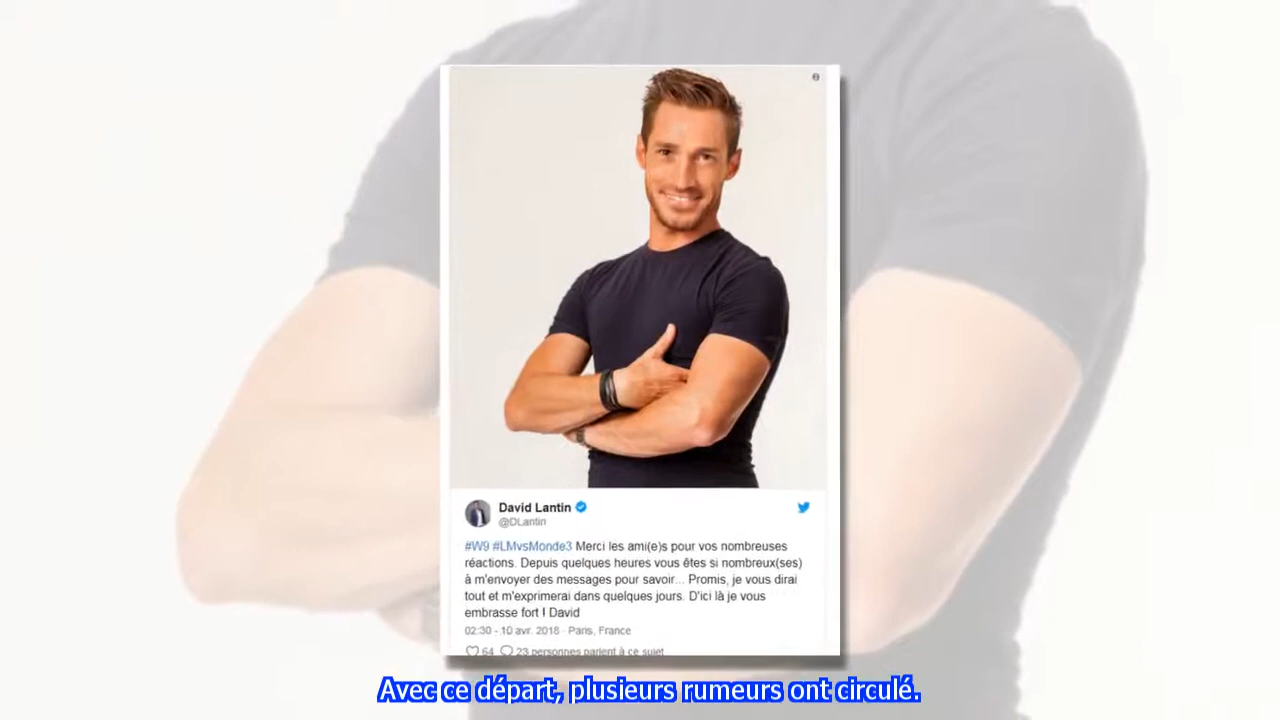 David Lantin
@DLantin
#W9 #LMvsMonde3 Merci les ami(e)s pour vos nombreuses
réactions. Depuis quelques heures vous êtes si nombreux(ses)
à m'envoyer des messages pour savoir... Promis, je vous dirai
tout et m'exprimerai dans quelques jours. D'ici là je vous
embrasse fort ! David
02:30 - 10 avr. 2018 · Paris, France
64 23 personnes parlent à ce sujet
Avec ce départ, plusieurs rumeurs ont circulé.